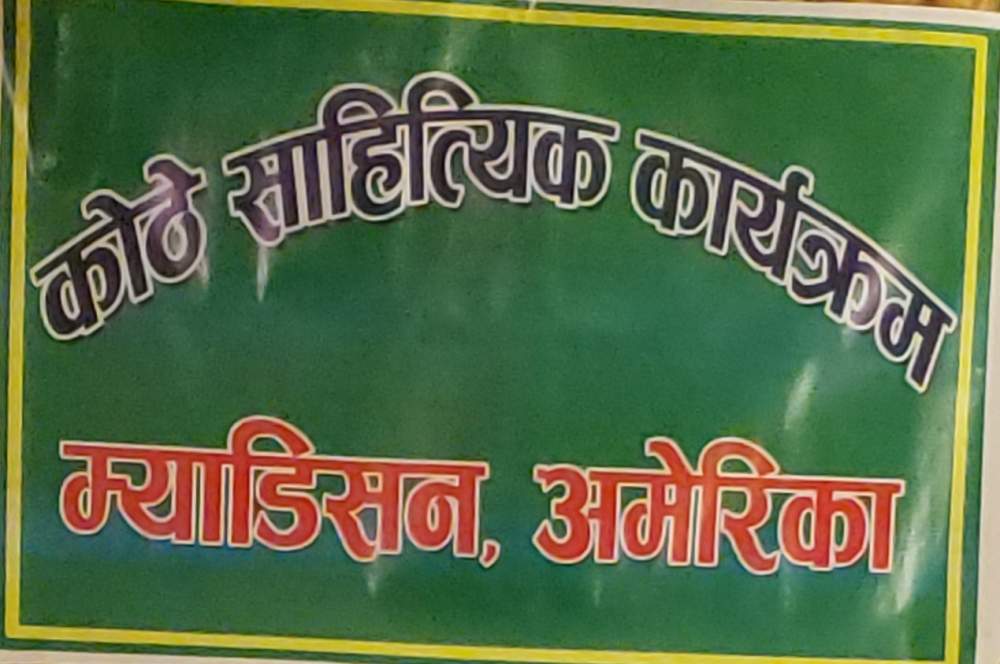 कोठे साहित्यिक कार्यक्रम
म्याडिसन, अमेरिका